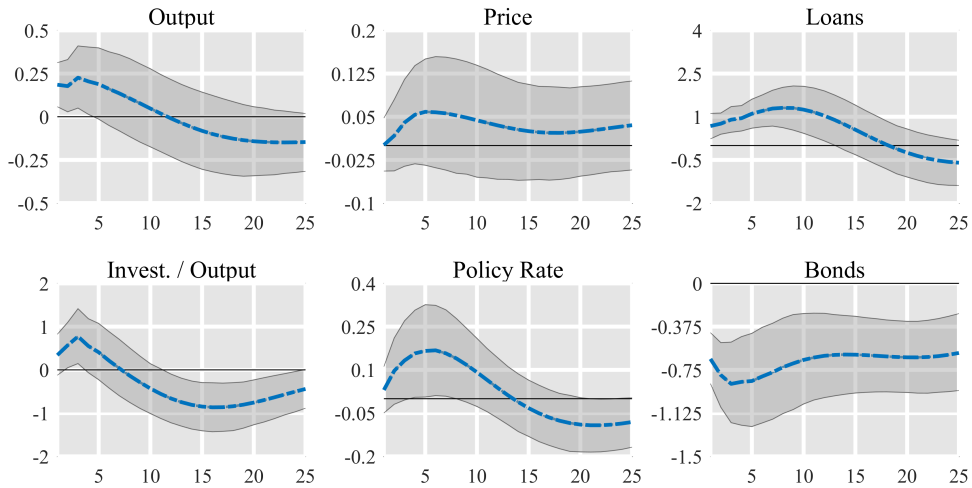 Output Price Loans
0.5 0.2 4
0.25 0.125 2.5
0 0.05 1
-0.25 -0.025 -0.5
-0.5 -0.1 -2
5 10 15 20 25 5 10 15 20 25 5 10 15 20 25
Invest. / Output Policy Rate Bonds
2 0.4 0
1 0.25 -0.375
0 0.1 -0.75
-1 -0.05 -1.125
-2 -0.2 -1.5
5 10 15 20 25 5 10 15 20 25 5 10 15 20 25